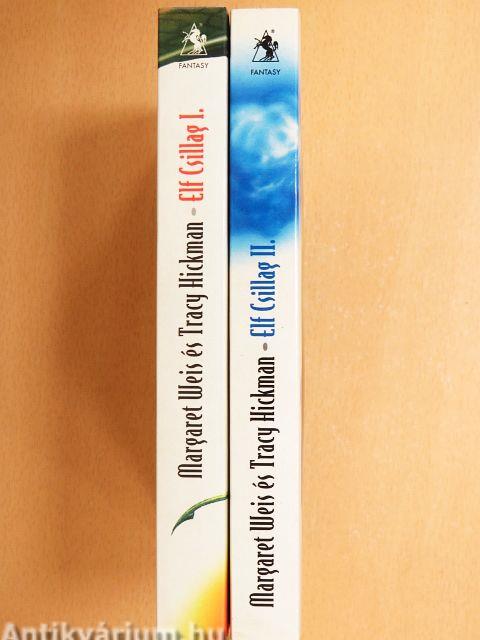 FANTASY
Margaret Weis és Tracy Hickman • Elf Csillag I.
FANTASY
Margaret Weis és Tracy Hickman • Elf Csillag II.
Antikvárium.hu